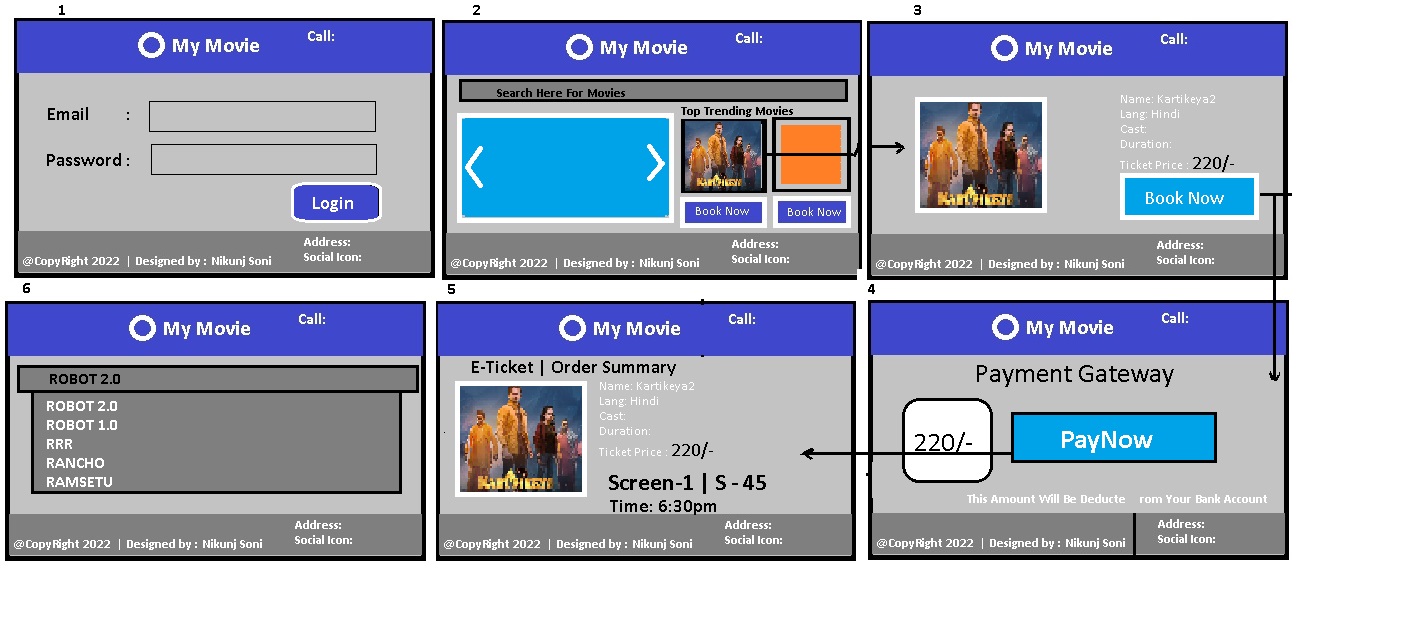 1
My Movie
Call:
Email :
Password :
Login
Address:
Social Icon:
@CopyRight 2022 | Designed by : Nikunj Soni
2
My Movie
Call:
Search Here For Movies
Top Trending Movies
KARTHIKEYA
Book Now
Book Now
Address:
Social Icon:
@CopyRight 2022 | Designed by : Nikunj Soni
3
My Movie
Call:
Name: Kartikeya2
Lang: Hindi
Cast:
Duration:
Ticket Price : 220/-
KARTHIKEYA
Book Now
Address:
Social Icon:
@CopyRight 2022 | Designed by : Nikunj Soni
6
My Movie
Call:
ROBOT 2.0
ROBOT 2.0
ROBOT 1.0
RRR
RANCHO
RAMSETU
Address:
Social Icon:
@CopyRight 2022 | Designed by : Nikunj Soni
5
My Movie
Call:
E-Ticket | Order Summary
Name: Kartikeya2
Lang: Hindi
Cast:
Duration:
Ticket Price : 220/-
KARTHIKEYA
Screen-1 | S - 45
Time: 6:30pm
Address:
Social Icon:
@CopyRight 2022 | Designed by : Nikunj Soni
4
My Movie
Call:
Payment Gateway
220/-
PayNow
This Amount Will Be Deducte rom Your Bank Account
Address:
Social Icon:
@CopyRight 2022 | Designed by : Nikunj Soni